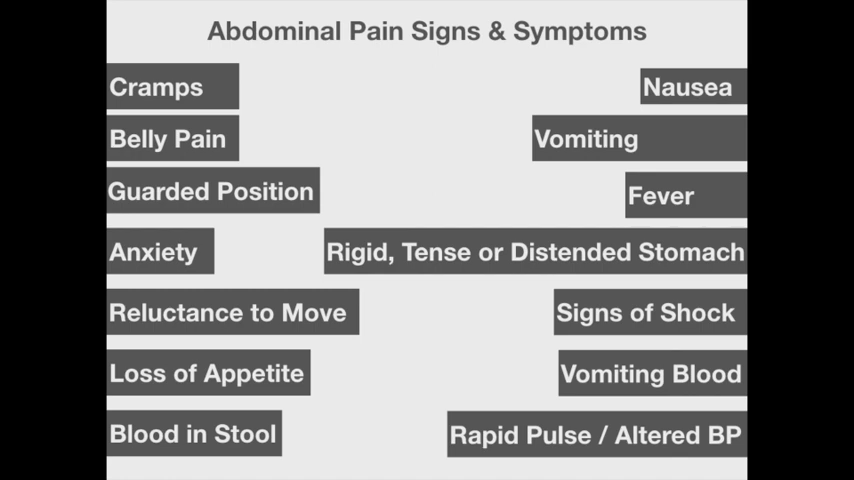 Abdominal Pain Signs & Symptoms
Cramps
Nausea
Belly Pain
Vomiting
Guarded Position
Fever
Anxiety
Rigid, Tense or Distended Stomach
Reluctance to Move
Signs of Shock
Loss of Appetite
Vomiting Blood
Blood in Stool
Rapid Pulse / Altered BP